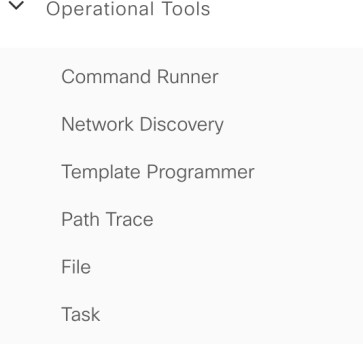 Operational Tools
Command Runner
Network Discovery
Template Programmer
Path Trace
File
Task